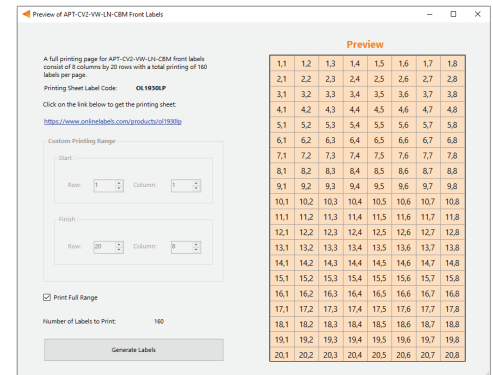 Preview of APT-CV2-VW-LN-CBM Front Labels
A full printing page for APT-CV2-VW-LN-CBM front labels
consist of 8 columns by 20 rows with a total printing of 160
labels per page.
Printing Sheet Label Code: OL1930LP
Click on the link below to get the printing sheet:
https://www.onlinelabels.com/products/ol1930lp
Custom Printing Range
Start :
Row: 1 Column: 1
Finish :
Row: 20 Column: 8
Print Full Range
Number of Labels to Print: 160
Generate Labels
Preview
1,1 1,2 1,3 1,4 1,5 1,6 1,7 1,8
2,1 2,2 2,3 2,4 2,5 2,6 2,7 2,8
3,1 3,2 3,3 3,4 3,5 3,6 3,7 3,8
4,1 4,2 4,3 4,4 4,5 4,6 4,7 4,8
5,1 5,2 5,3 5,4 5,5 5,6 5,7 5,8
6,1 6,2 6,3 6,4 6,5 6,6 6,7 6,8
7,1 7,2 7,3 7,4 7,5 7,6 7,7 7,8
8,1 8,2 8,3 8,4 8,5 8,6 8,7 8,8
9,1 9,2 9,3 9,4 9,5 9,6 9,7 9,8
10,1 10,2 10,3 10,4 10,5 10,6 10,7 10,8
11,1 11,2 11,3 11,4 11,5 11,6 11,7 11,8
12,1 12,2 12,3 12,4 12,5 12,6 12,7 12,8
13,1 13,2 13,3 13,4 13,5 13,6 13,7 13,8
14,1 14,2 14,3 14,4 14,5 14,6 14,7 14,8
15,1 15,2 15,3 15,4 15,5 15,6 15,7 15,8
16,1 16,2 16,3 16,4 16,5 16,6 16,7 16,8
17,1 17,2 17,3 17,4 17,5 17,6 17,7 17,8
18,1 18,2 18,3 18,4 18,5 18,6 18,7 18,8
19,1 19,2 19,3 19,4 19,5 19,6 19,7 19,8
20,1 20,2 20,3 20,4 20,5 20,6 20,7 20,8